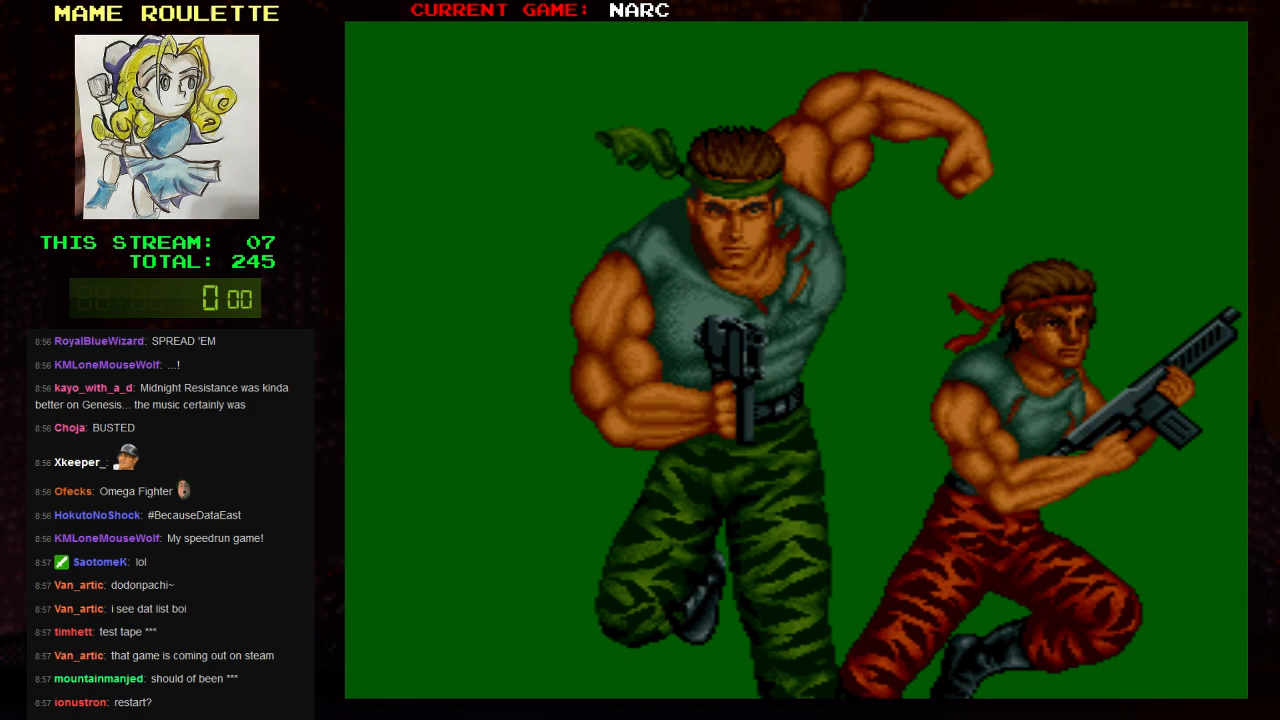 MAME ROULETTE
CURRENT GAME: NARC
THIS STREAM: 07
TOTAL: 245
0 00
8:56 RoyalBlueWizard: SPREAD 'EM
8:56 KMLoneMouseWolf: ...!
8:56 kayo_with_a_d: Midnight Resistance was kinda
better on Genesis... the music certainly was
8:56 Choja: BUSTED
8:56 Xkeeper_:
8:56 Ofecks: Omega Fighter
8:56 HokutoNoShock: #BecauseDataEast
8:56 KMLoneMouseWolf: My speedrun game!
8:57 SaotomeK: lol
8:57 Van_artic: dodonpachi~
8:57 Van_artic: i see dat list boi
8:57 timhett: test tape ***
8:57 Van_artic: that game is coming out on steam
8:57 mountainmanjed: should of been ***
8:57 ionustron: restart?